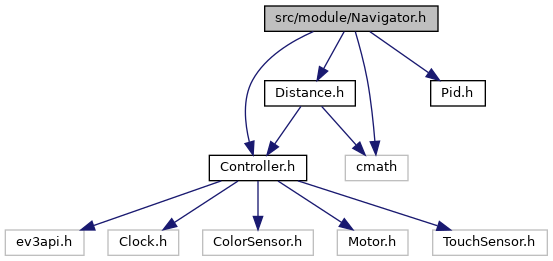 src/module/Navigator.h
Distance.h
Pid.h
Controller.h
cmath
ev3api.h
Clock.h
ColorSensor.h
Motor.h
TouchSensor.h